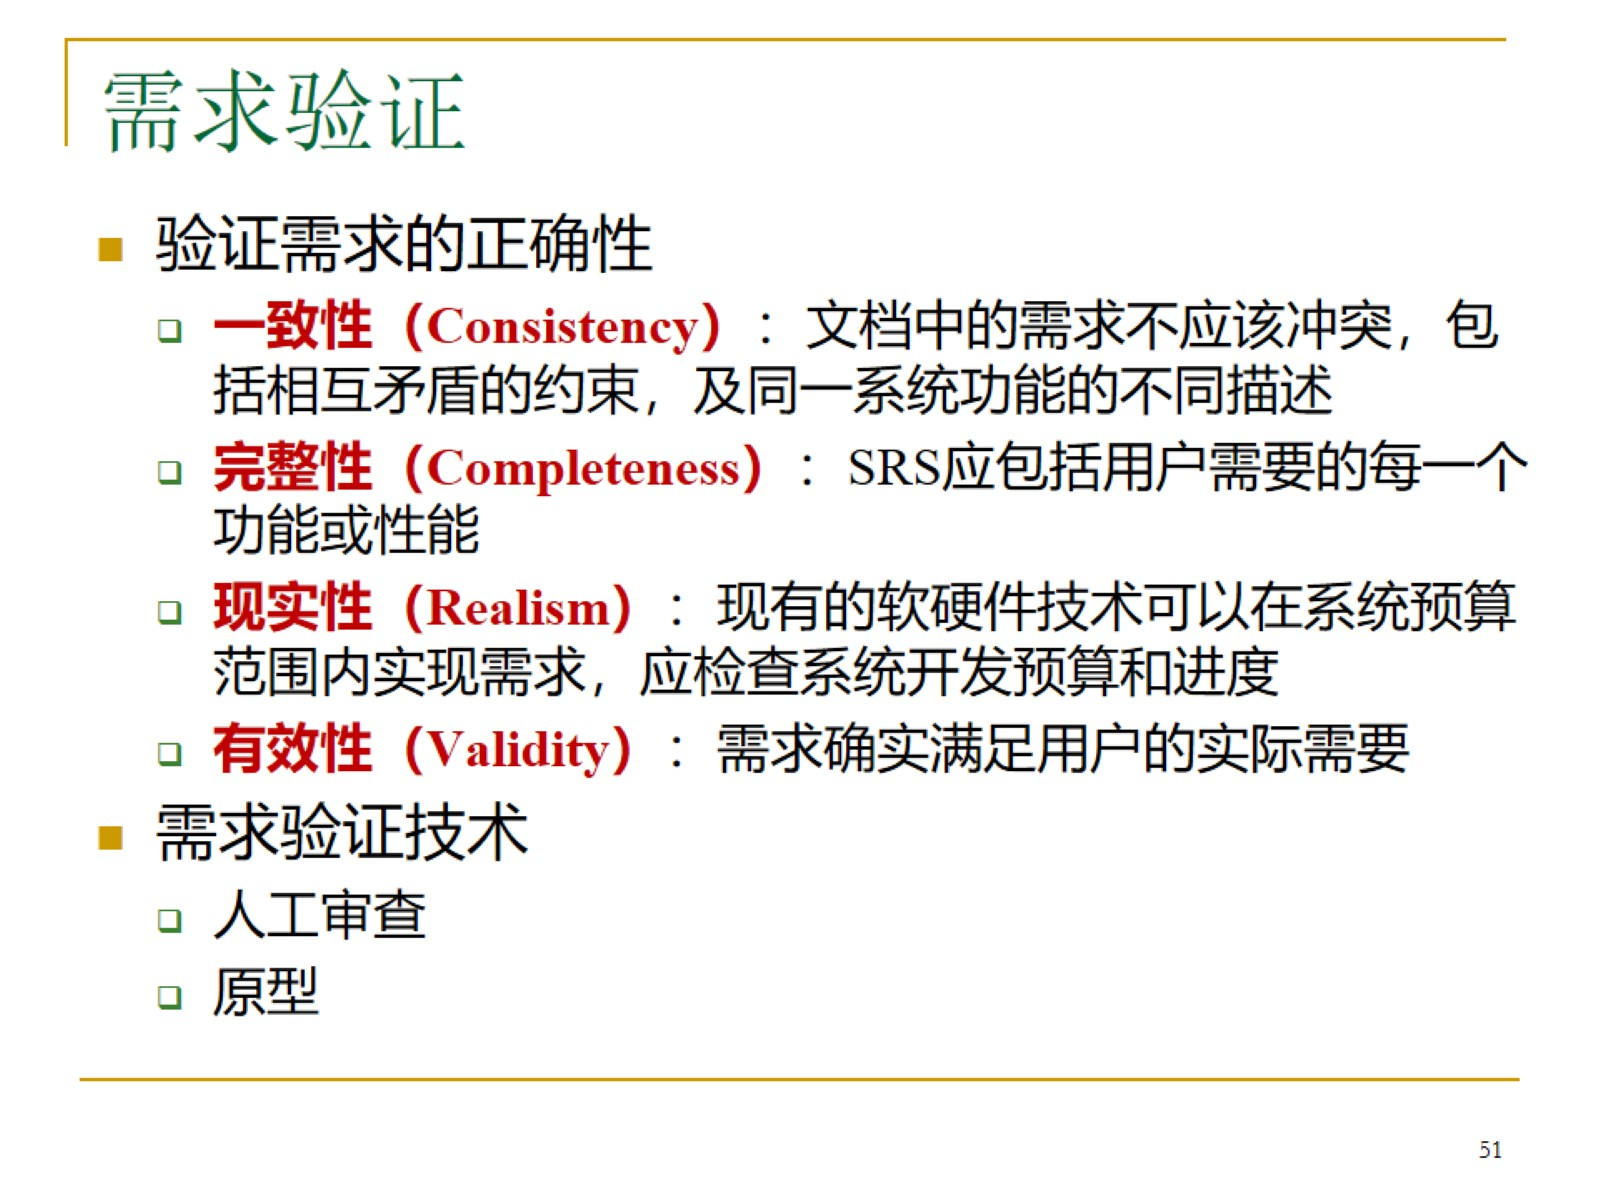 需求验证
验证需求的正确性
一致性（Consistency）：文档中的需求不应该冲突，包
括相互矛盾的约束，及同一系统功能的不同描述
完整性（Completeness）：SRS应包括用户需要的每一个
功能或性能
现实性（Realism）：现有的软硬件技术可以在系统预算
范围内实现需求，应检查系统开发预算和进度
有效性（Validity）：需求确实满足用户的实际需要
需求验证技术
人工审查
原型
51